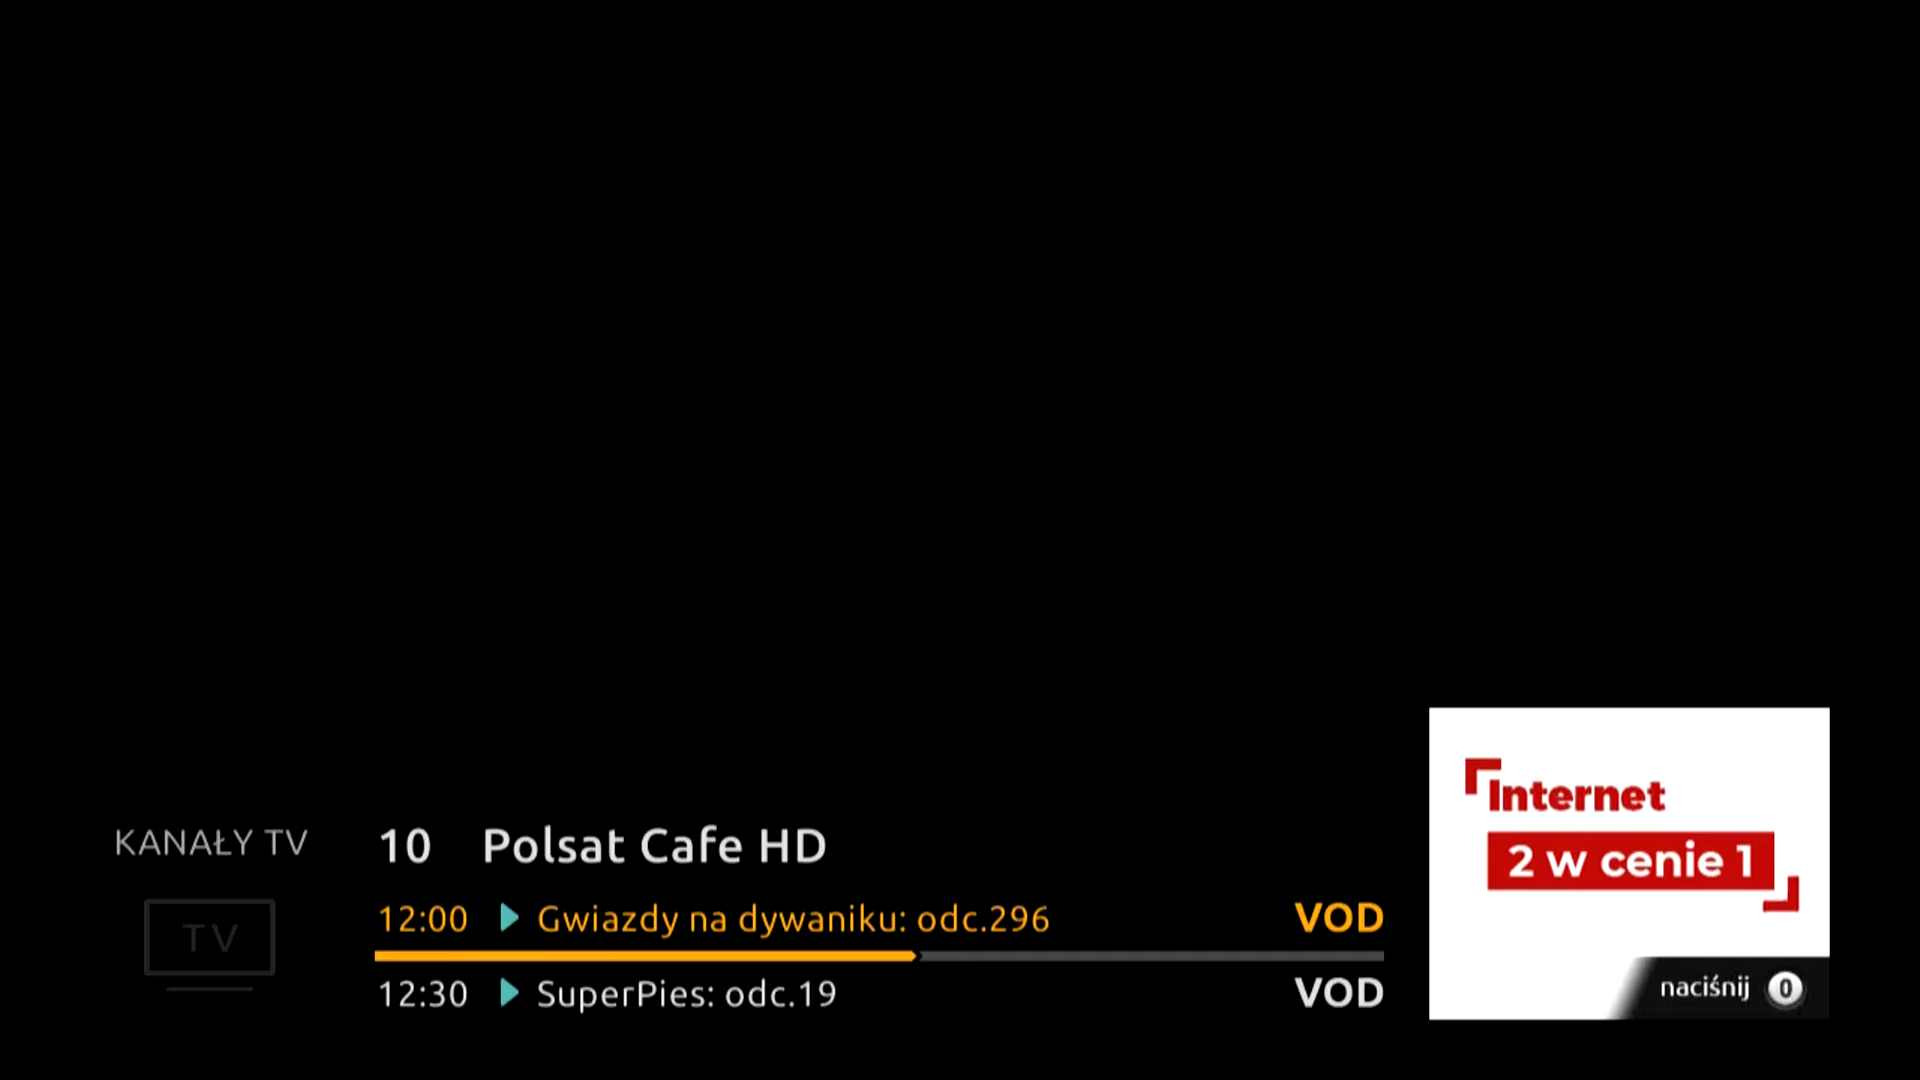 KANAŁY TV
TV
10 Polsat Cafe HD
12:00 Gwiazdy na dywaniku: odc.296 VOD
12:30 SuperPies: odc.19 VOD
Internet
2 w cenie 1
naciśnij 0